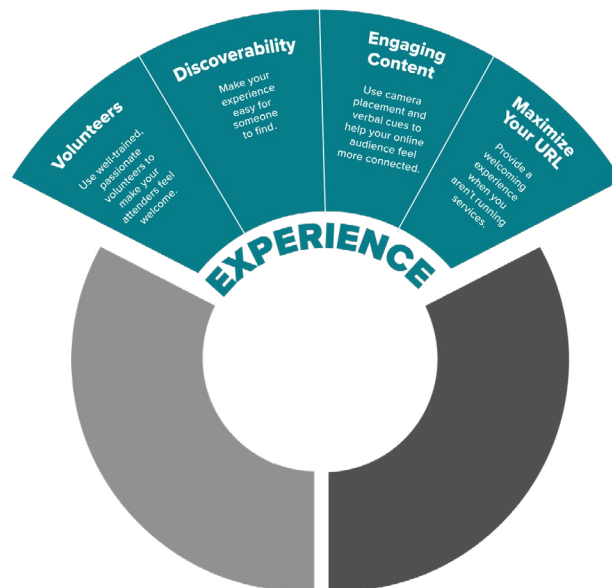 Volunteers
Use well-trained,
passionate
volunteers to
make your
attenders feel
welcome.
Discoverability
Make your
experience
easy for
someone
to find.
Engaging
Content
Use camera
placement and
verbal cues to
help your online
audience feel
more connected.
Maximize
Your URL
Provide a
welcoming
experience
when you
aren't running
services.
EXPERIENCE